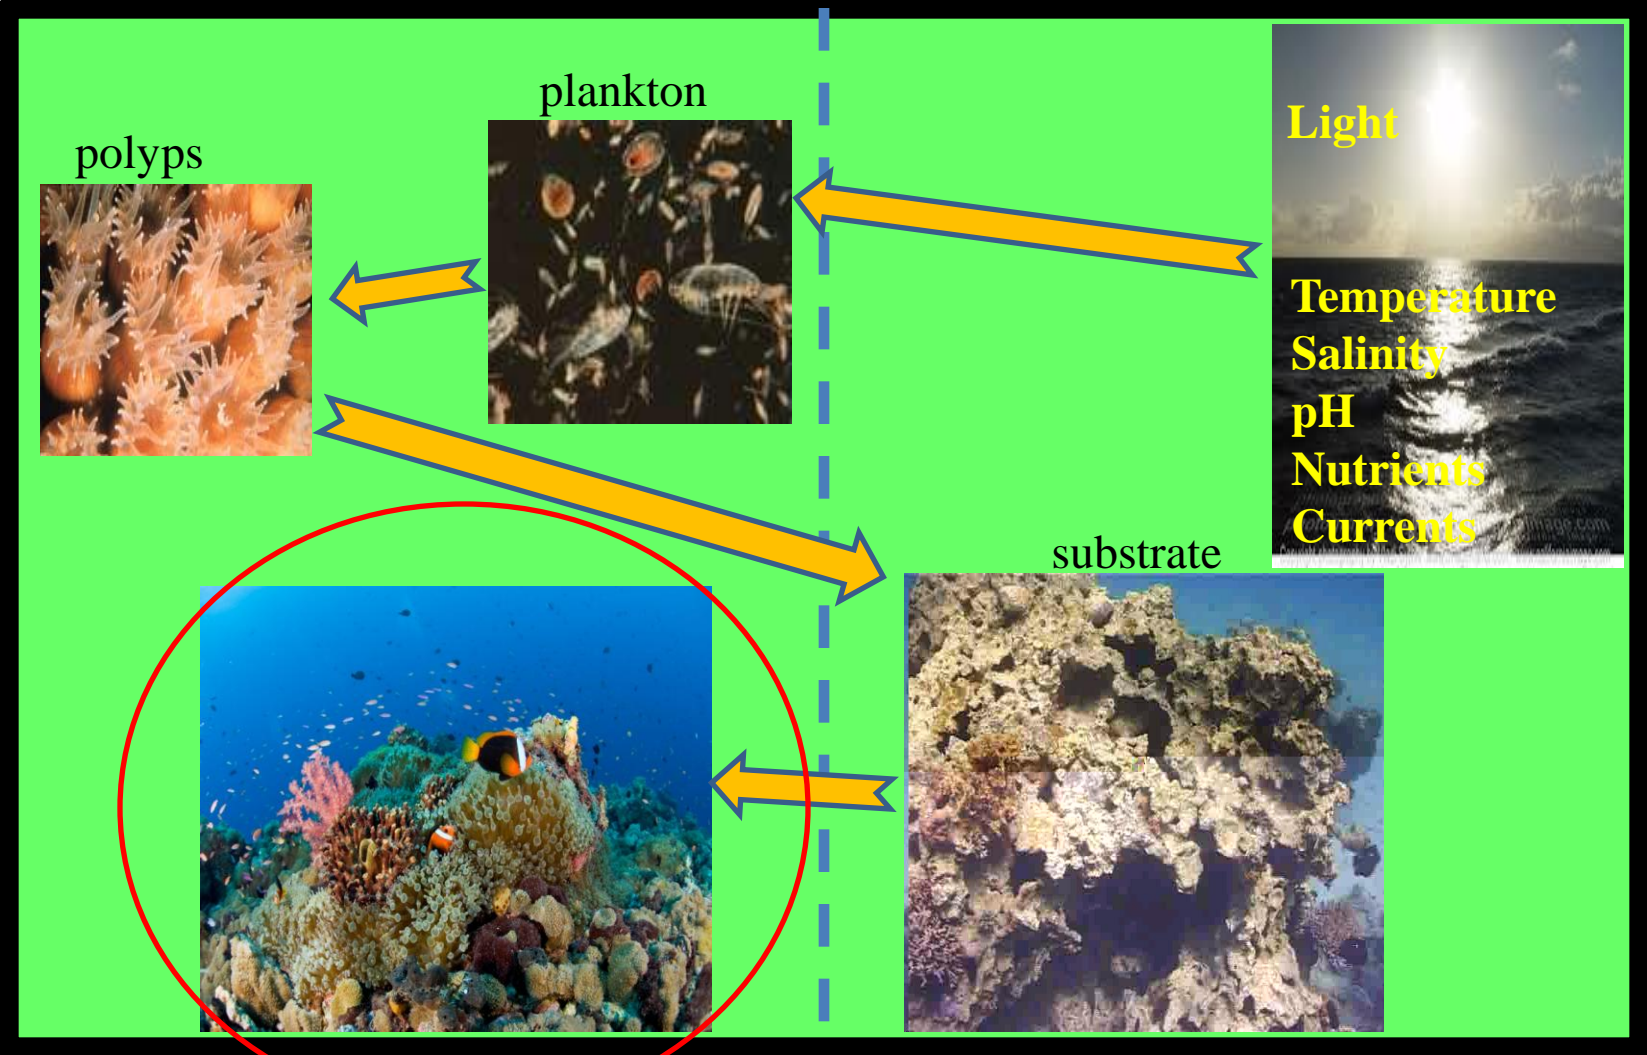 plankton
polyps
Light
Temperature
Salinity
pH
Nutrients
Currents
substrate